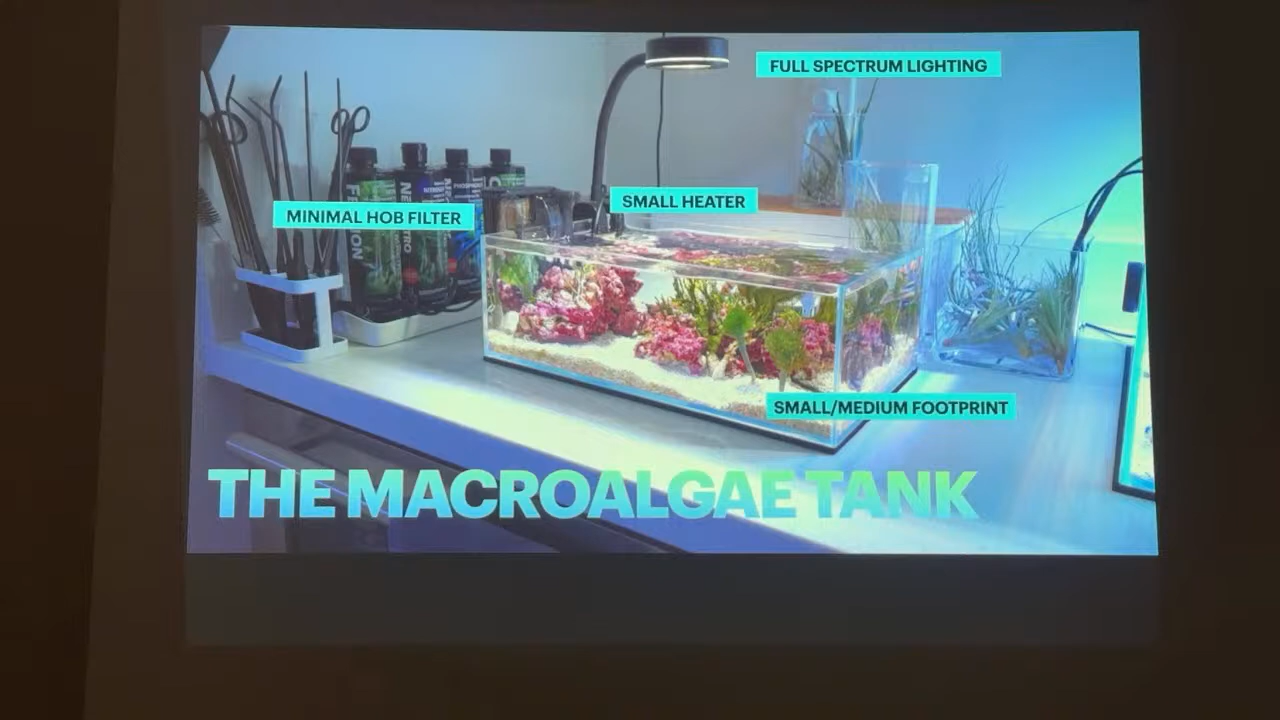 FULL SPECTRUM LIGHTING
SMALL HEATER
MINIMAL HOB FILTER
SMALL/MEDIUM FOOTPRINT
THE MACROALGAE TANK